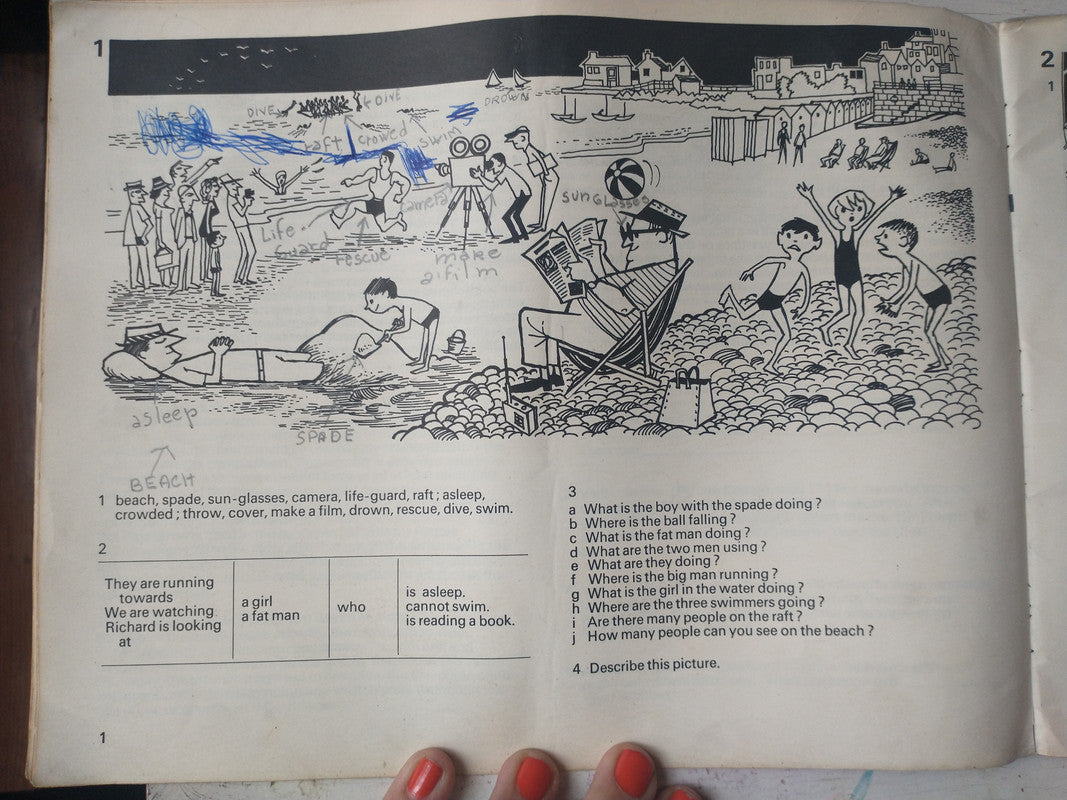 1
2
1
DIVE
DIVE
DROWN
raft
crowed
swim
camera
SUNGLASSES
Life
Guard
rescue
make
a film
asleep
SPADE
BEACH
1 beach, spade, sun-glasses, camera, life-guard, raft ; asleep,
crowded ; throw, cover, make a film, drown, rescue, dive, swim.
2
They are running
towards
We are watching
Richard is looking
at
a girl
a fat man
who
is asleep.
cannot swim.
is reading a book.
3
a What is the boy with the spade doing ?
b Where is the ball falling ?
c What is the fat man doing ?
d What are the two men using ?
e What are they doing ?
f Where is the big man running ?
g What is the girl in the water doing ?
h Where are the three swimmers going ?
i Are there many people on the raft ?
j How many people can you see on the beach ?
4 Describe this picture.
1